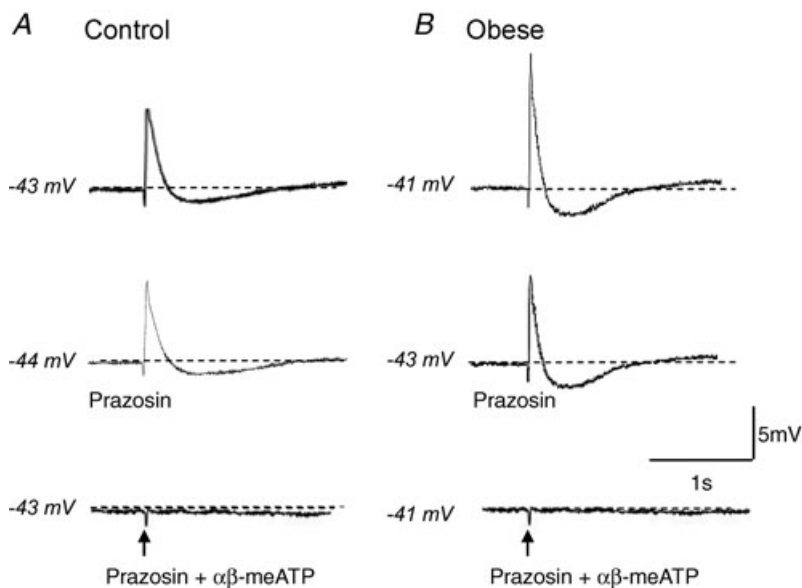 A Control
B Obese
-43 mV
-41 mV
-44 mV
-43 mV
Prazosin
Prazosin
5mV
1s
-43 mV
-41 mV
Prazosin + αβ-meATP
Prazosin + αβ-meATP